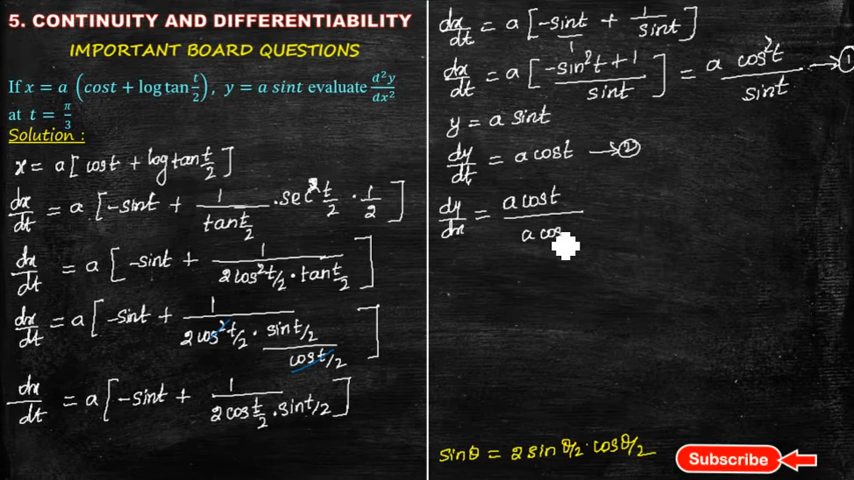 5. CONTINUITY AND DIFFERENTIABILITY
IMPORTANT BOARD QUESTIONS
If x = a (cost + log tan t/2), y = a sint evaluate d²y/dx²
at t = π/3
Solution :
x = a [cost + log tan t/2]
dx/dt = a [-sint + 1/tan t/2 · sec² t/2 · 1/2]
dx/dt = a [-sint + 1/2cos² t/2 · tan t/2]
dx/dt = a [-sint + 1/2cos² t/2 · sin t/2/cos t/2]
dx/dt = a [-sint + 1/2cos t/2 · sin t/2]
dx/dt = a [-sint/1 + 1/sint]
dx/dt = a [-sin²t + 1/sint] = a cos²t/sint → 1
y = a sint
dy/dt = a cost → 2
dy/dx = a cost/a cos
sinθ = 2 sin θ/2 · cos θ/2
Subscribe